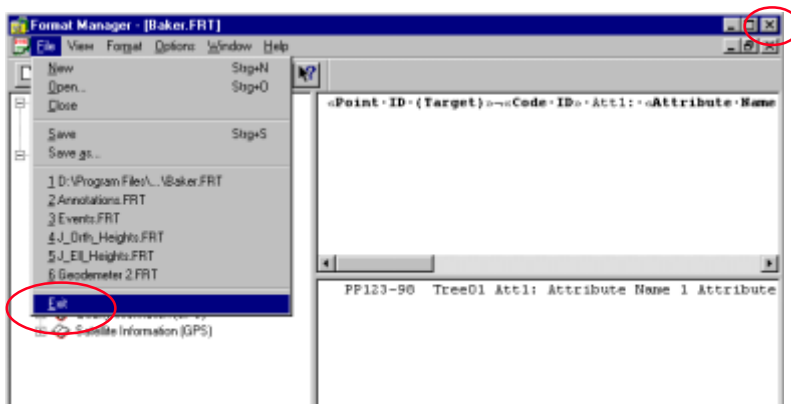 Format Manager - [Baker.FRT]
File View Format Options Window Help
New Strg+N
Open... Strg+O
Close
Save Strg+S
Save as...
1 D:\Program Files\...\Baker.FRT
2 Annotations.FRT
3 Events.FRT
4 J_Orth_Heights.FRT
5 J_Ell_Heights.FRT
6 Geodemeter 2.FRT
Exit
Satellite Information (GPS)
«Point·ID·(Target)»¬«Code·ID»·Att1:·«Attribute·Name
PP123-98 Tree01 Att1: Attribute Name 1 Attribute